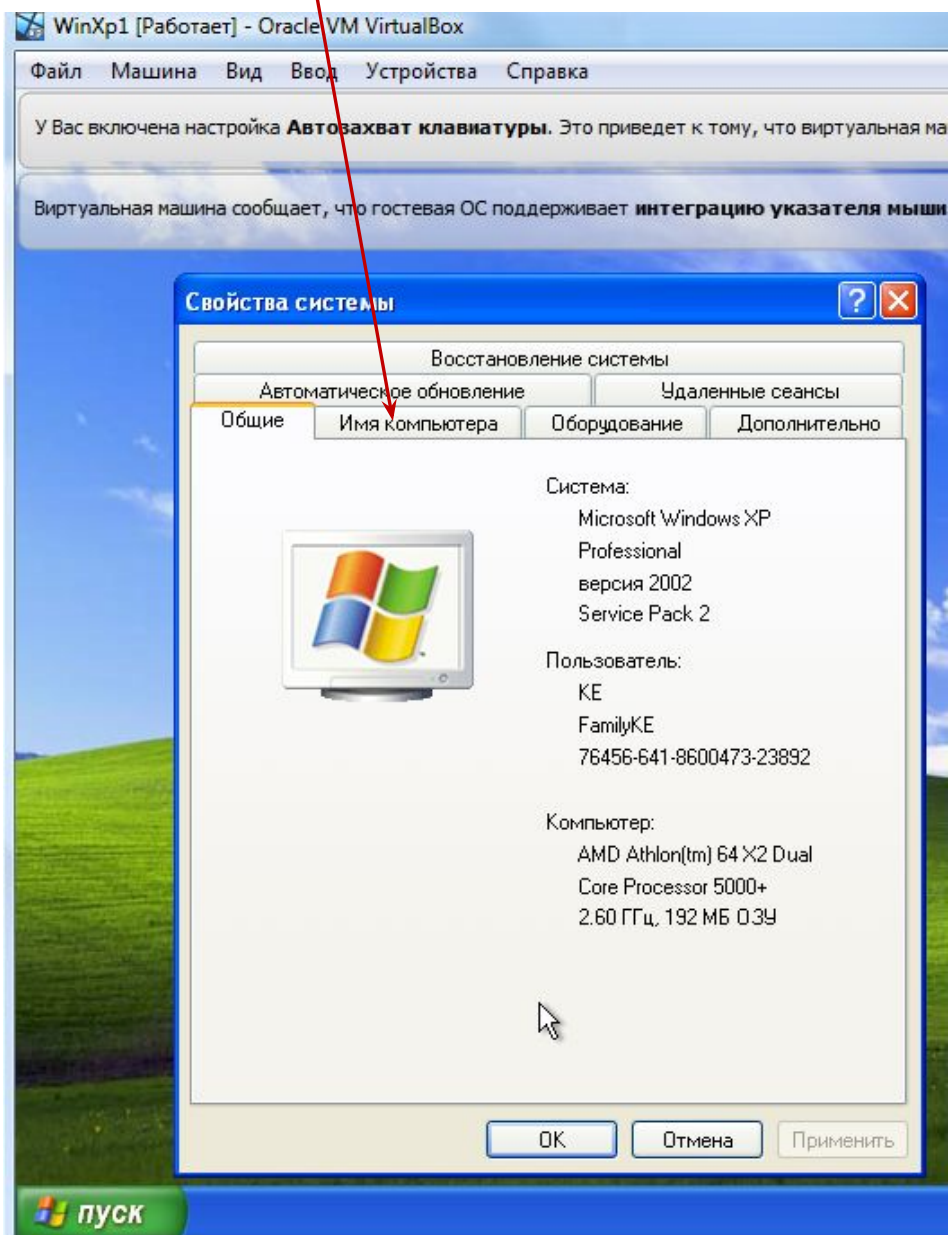 WinXp1 [Работает] - Oracle VM VirtualBox
Файл Машина Вид Ввод Устройства Справка
У Вас включена настройка Автозахват клавиатуры. Это приведет к тому, что виртуальная ма
Виртуальная машина сообщает, что гостевая ОС поддерживает интеграцию указателя мыши
Свойства системы
Восстановление системы
Автоматическое обновление Удаленные сеансы
Общие Имя компьютера Оборудование Дополнительно
Система:
Microsoft Windows XP
Professional
версия 2002
Service Pack 2
Пользователь:
KE
FamilyKE
76456-641-8600473-23892
Компьютер:
AMD Athlon(tm) 64 X2 Dual
Core Processor 5000+
2.60 ГГц, 192 МБ ОЗУ
ОК Отмена Применить
пуск